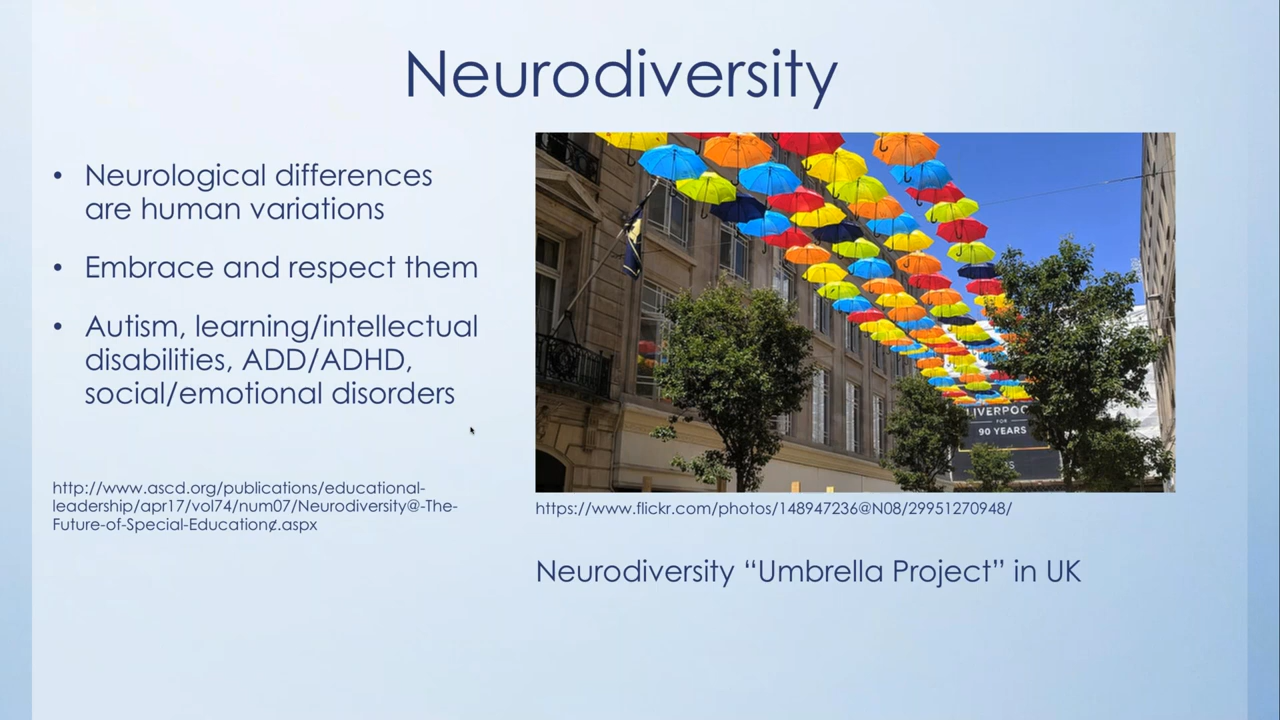 Neurodiversity
• Neurological differences
are human variations
• Embrace and respect them
• Autism, learning/intellectual
disabilities, ADD/ADHD,
social/emotional disorders
http://www.ascd.org/publications/educational-
leadership/apr17/vol74/num07/Neurodiversity@-The-
Future-of-Special-Education¢.aspx
LIVERPOO
FOR
90 YEARS
https://www.flickr.com/photos/148947236@N08/29951270948/
Neurodiversity “Umbrella Project” in UK